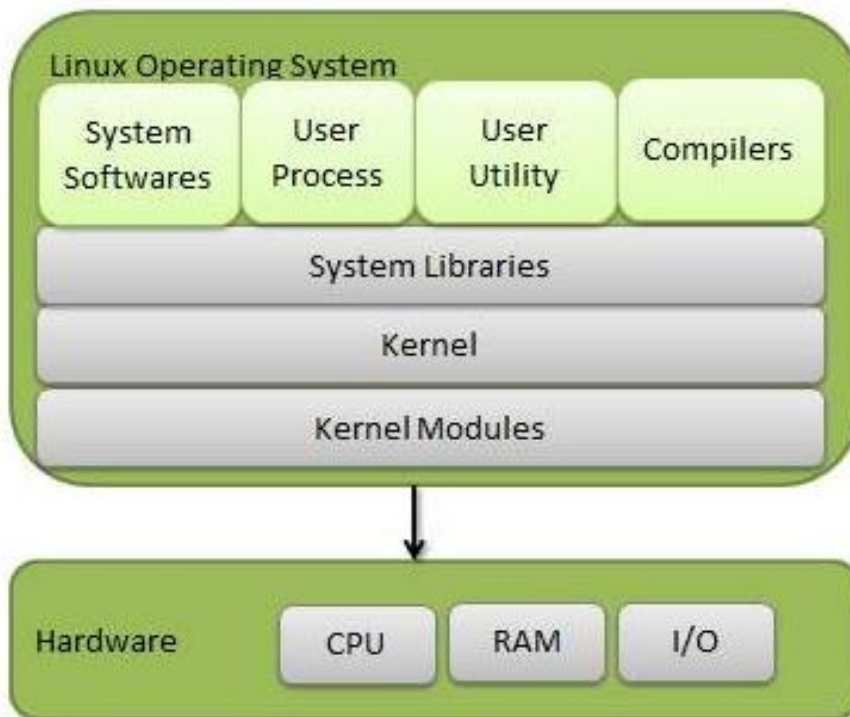 Linux Operating System
System
Softwares
User
Process
User
Utility
Compilers
System Libraries
Kernel
Kernel Modules
Hardware
CPU
RAM
I/O